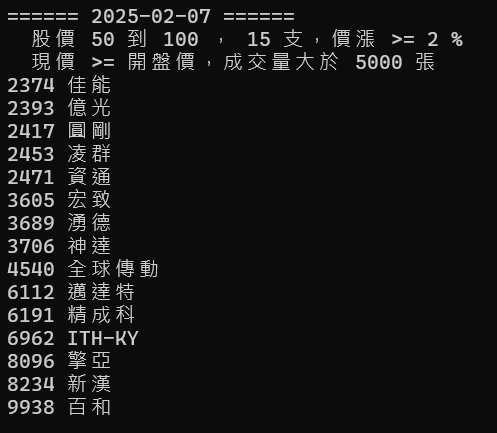 ====== 2025-02-07 ======
股價 50 到 100 , 15 支,價漲 >= 2 %
現價 >= 開盤價,成交量大於 5000 張
2374 佳能
2393 億光
2417 圓剛
2453 凌群
2471 資通
3605 宏致
3689 湧德
3706 神達
4540 全球傳動
6112 邁達特
6191 精成科
6962 ITH-KY
8096 擎亞
8234 新漢
9938 百和